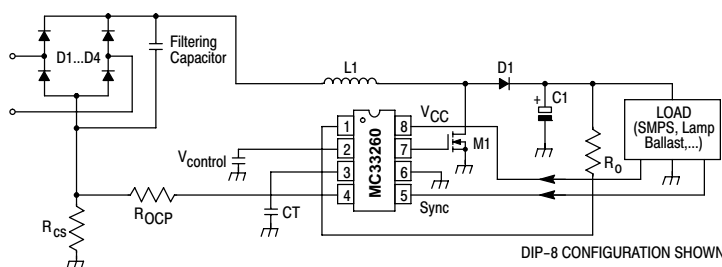 D1...D4
Filtering
Capacitor
L1
D1
+
C1
LOAD
(SMPS, Lamp
Ballast,...)
VCC
M1
Ro
Vcontrol
1
2
3
4
MC33260
8
7
6
5
Sync
CT
ROCP
Rcs
DIP-8 CONFIGURATION SHOWN